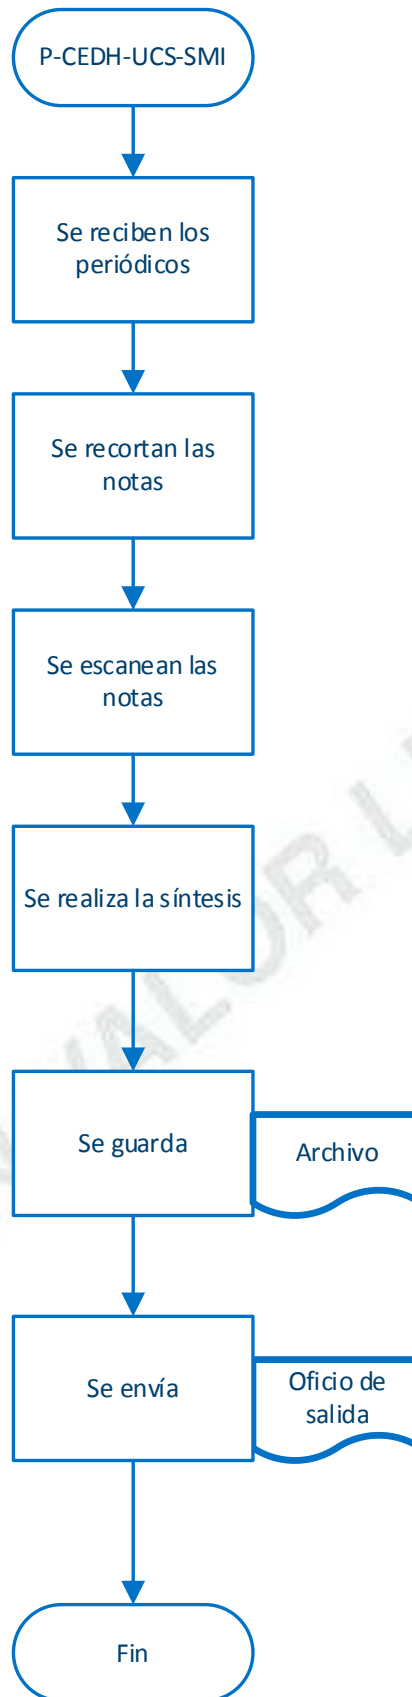 P-CEDH-UCS-SMI
Se reciben los
periódicos
Se recortan las
notas
Se escanean las
notas
Se realiza la síntesis
Se guarda
Archivo
Se envía
Oficio de
salida
Fin
VALOR